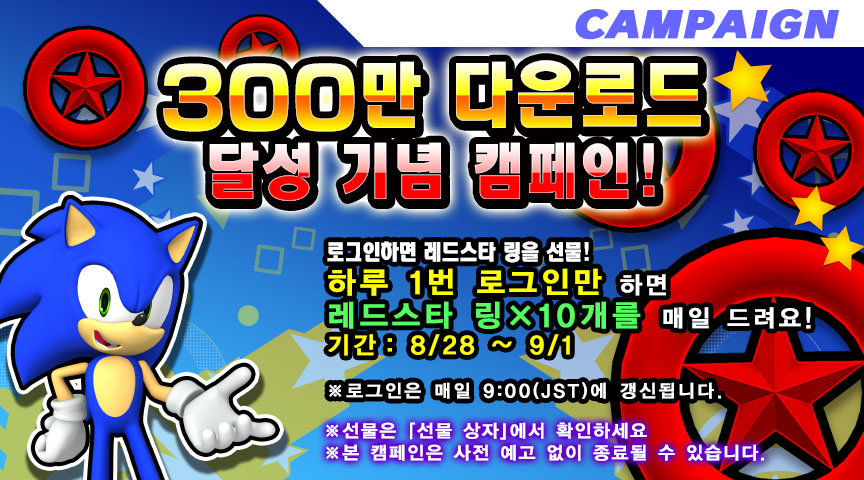 CAMPAIGN
300만 다운로드
달성 기념 캠페인!
로그인하면 레드스타 링을 선물!
하루 1번 로그인만 하면
레드스타 링×10개를 매일 드려요!
기간 : 8/28 ~ 9/1
※로그인은 매일 9:00(JST)에 갱신됩니다.
※선물은 「선물 상자」에서 확인하세요
※본 캠페인은 사전 예고 없이 종료될 수 있습니다.